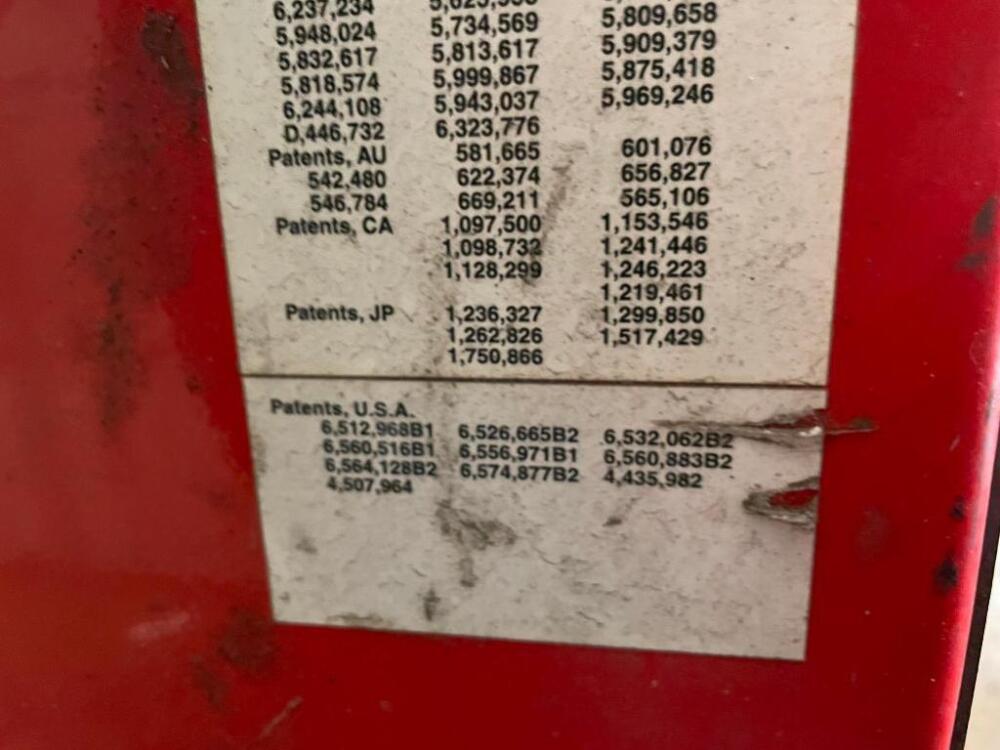 6,237,234
5,948,024 5,734,569 5,809,658
5,832,617 5,813,617 5,909,379
5,818,574 5,999,867 5,875,418
6,244,108 5,943,037 5,969,246
D,446,732 6,323,776
Patents, AU 581,665 601,076
542,480 622,374 656,827
546,784 669,211 565,106
Patents, CA 1,097,500 1,153,546
1,098,732 1,241,446
1,128,299 1,246,223
1,219,461
Patents, JP 1,236,327 1,299,850
1,262,826 1,517,429
1,750,866
Patents, U.S.A.
6,512,968B1 6,526,665B2 6,532,062B2
6,560,516B1 6,556,971B1 6,560,883B2
6,564,128B2 6,574,877B2 4,435,982
4,507,964